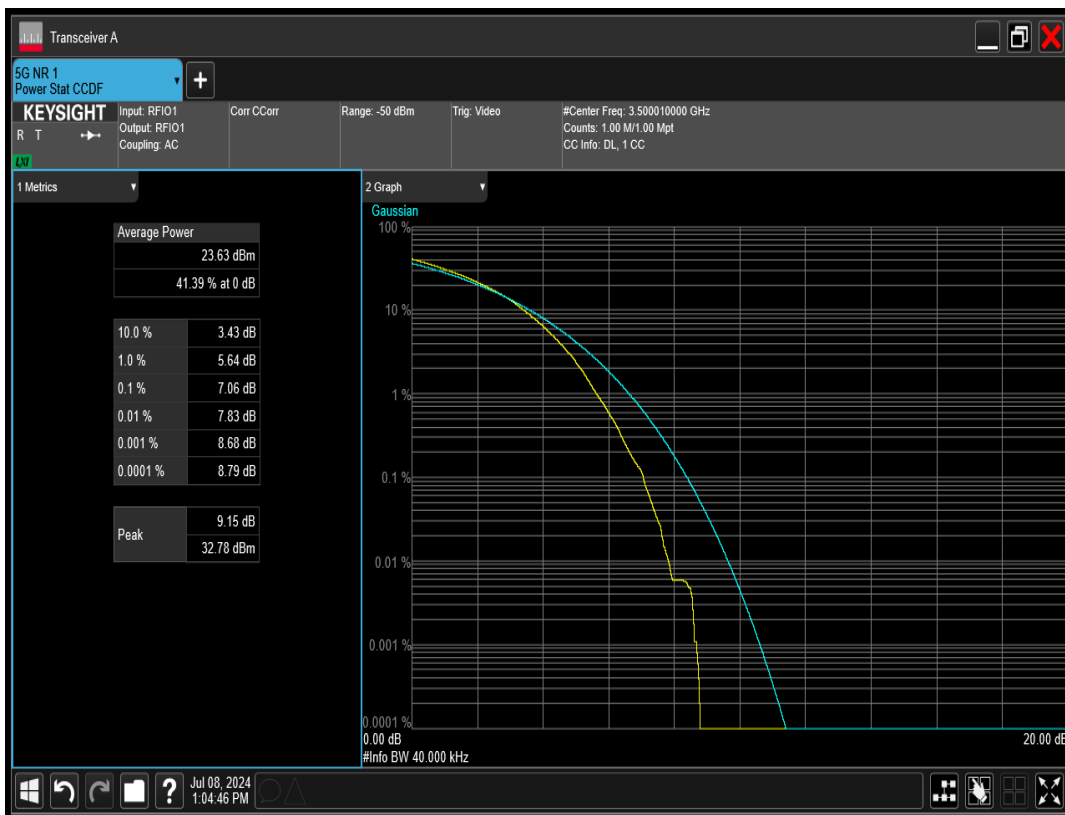 Transceiver A
5G NR 1
Power Stat CCDF
+
KEYSIGHT
R T
LXI
Input: RFIO1
Output: RFIO1
Coupling: AC
Corr CCorr
Range: -50 dBm
Trig: Video
#Center Freq: 3.500010000 GHz
Counts: 1.00 M/1.00 Mpt
CC Info: DL, 1 CC
1 Metrics
Average Power
23.63 dBm
41.39 % at 0 dB
10.0 % 3.43 dB
1.0 % 5.64 dB
0.1 % 7.06 dB
0.01 % 7.83 dB
0.001 % 8.68 dB
0.0001 % 8.79 dB
Peak
9.15 dB
32.78 dBm
2 Graph
Gaussian
100 %
10 %
1 %
0.1 %
0.01 %
0.001 %
0.0001 %
0.00 dB
20.00 dB
#Info BW 40.000 kHz
?
Jul 08, 2024
1:04:46 PM